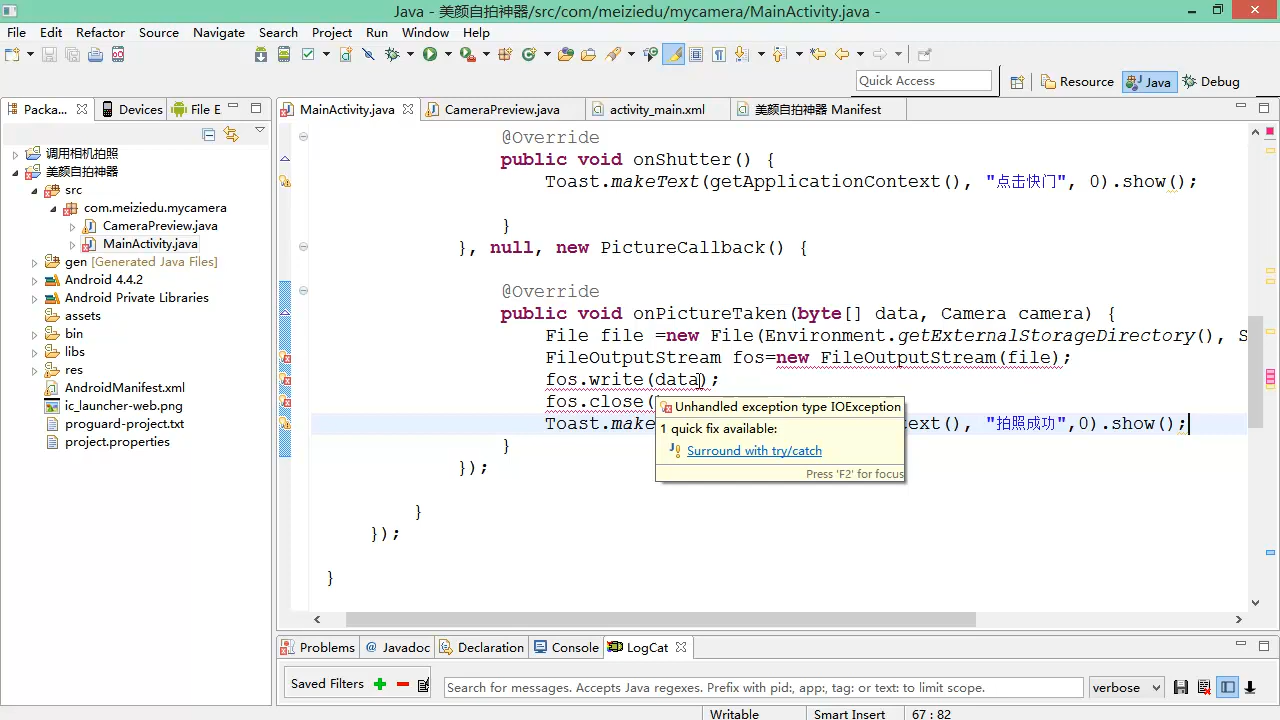 Java - 美颜自拍神器/src/com/meiziedu/mycamera/MainActivity.java -
File Edit Refactor Source Navigate Search Project Run Window Help
Quick Access
Resource Java Debug
Packa... Devices File E
MainActivity.java CameraPreview.java activity_main.xml 美颜自拍神器 Manifest
调用相机拍照
美颜自拍神器
src
com.meiziedu.mycamera
CameraPreview.java
MainActivity.java
gen [Generated Java Files]
Android 4.4.2
Android Private Libraries
assets
bin
libs
res
AndroidManifest.xml
ic_launcher-web.png
proguard-project.txt
project.properties
@Override
public void onShutter() {
Toast.makeText(getApplicationContext(), "点击快门", 0).show();
}
}, null, new PictureCallback() {
@Override
public void onPictureTaken(byte[] data, Camera camera) {
File file =new File(Environment.getExternalStorageDirectory(), S
FileOutputStream fos=new FileOutputStream(file);
fos.write(data);
fos.close(
Toast.make text(), "拍照成功",0).show();
}
});
}
});
}
Unhandled exception type IOException
1 quick fix available:
Surround with try/catch
Press 'F2' for focus
Problems @ Javadoc Declaration Console LogCat
Saved Filters
Search for messages. Accepts Java regexes. Prefix with pid:, app:, tag: or text: to limit scope.
verbose
Writable Smart Insert 67 : 82